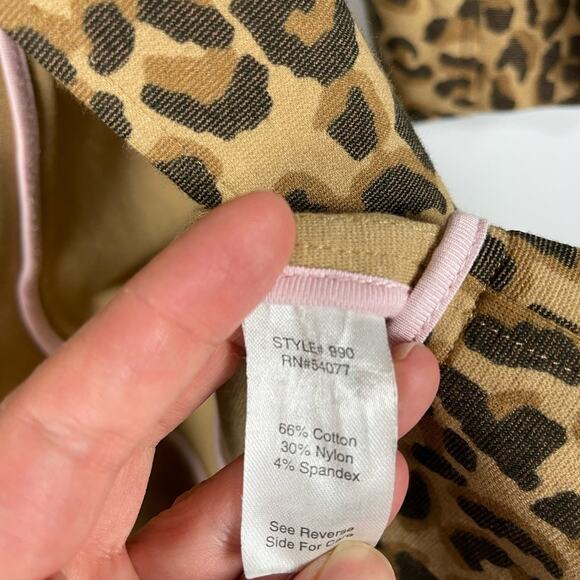 STYLE# 990
RN#54077
66% Cotton
30% Nylon
4% Spandex
See Reverse
Side For Care